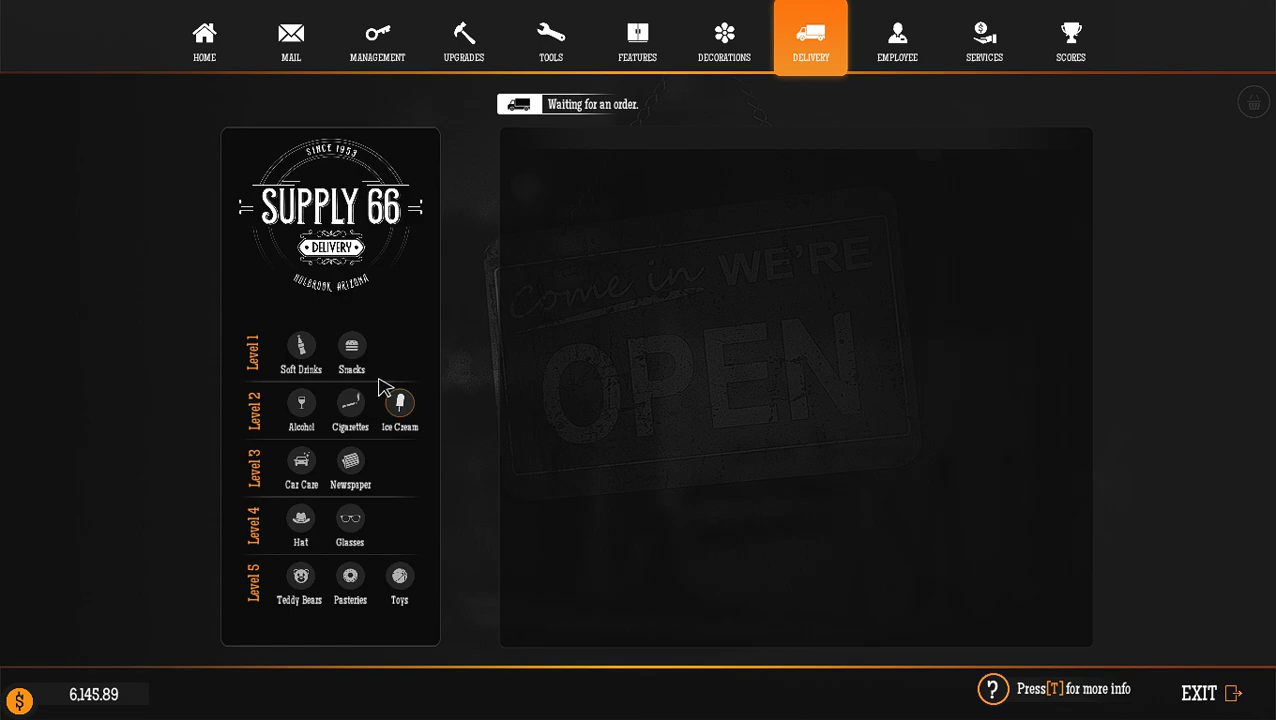 HOME MAIL MANAGEMENT UPGRADES TOOLS FEATURES DECORATIONS DELIVERY EMPLOYEE SERVICES SCORES
Waiting for an order.
SINCE 1953
SUPPLY 66
DELIVERY
HOLBROOK, ARIZONA
Come in WE'RE
OPEN
Level 1
Soft Drinks Snacks
Level 2
Alcohol Cigarettes Ice Cream
Level 3
Car Care Newspaper
Level 4
Hat Glasses
Level 5
Teddy Bears Pasteries Toys
$ 6,145.89
? Press[T] for more info
EXIT